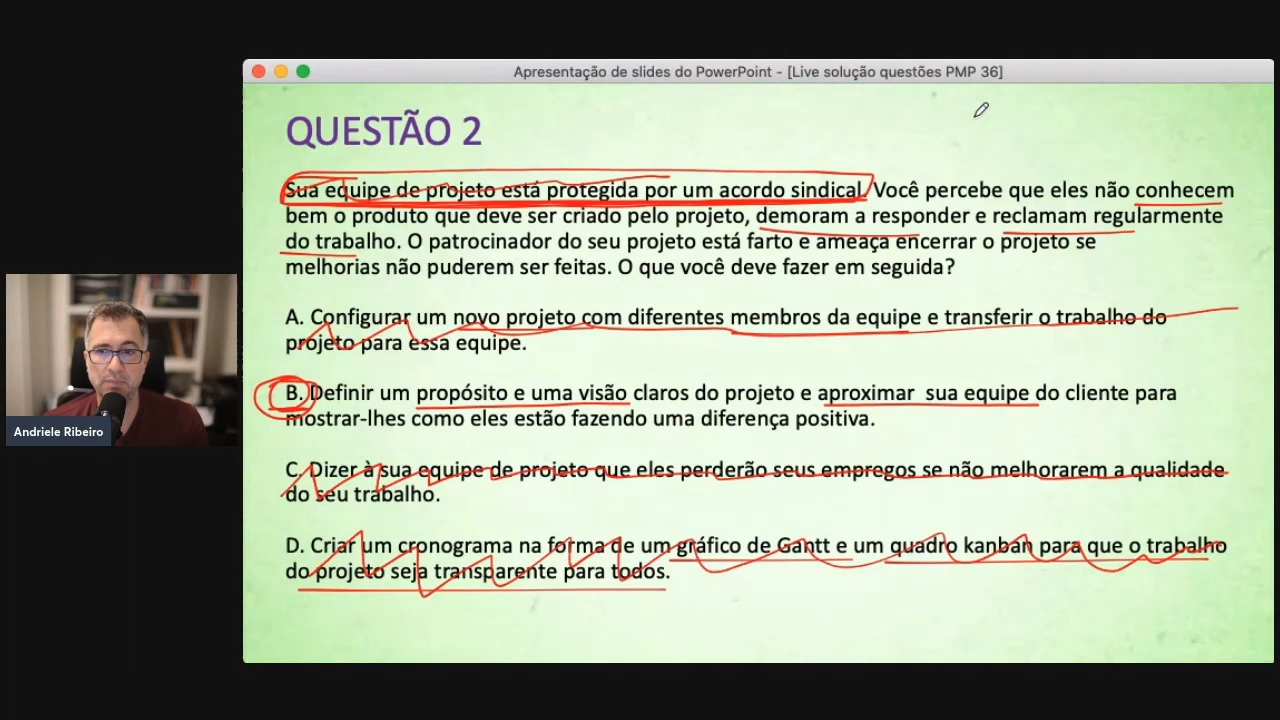 Apresentação de slides do PowerPoint - [Live solução questões PMP 36]
QUESTÃO 2
Sua equipe de projeto está protegida por um acordo sindical. Você percebe que eles não conhecem
bem o produto que deve ser criado pelo projeto, demoram a responder e reclamam regularmente
do trabalho. O patrocinador do seu projeto está farto e ameaça encerrar o projeto se
melhorias não puderem ser feitas. O que você deve fazer em seguida?
A. Configurar um novo projeto com diferentes membros da equipe e transferir o trabalho do
projeto para essa equipe.
B. Definir um propósito e uma visão claros do projeto e aproximar sua equipe do cliente para
mostrar-lhes como eles estão fazendo uma diferença positiva.
C. Dizer à sua equipe de projeto que eles perderão seus empregos se não melhorarem a qualidade
do seu trabalho.
D. Criar um cronograma na forma de um gráfico de Gantt e um quadro kanban para que o trabalho
do projeto seja transparente para todos.
Andriele Ribeiro